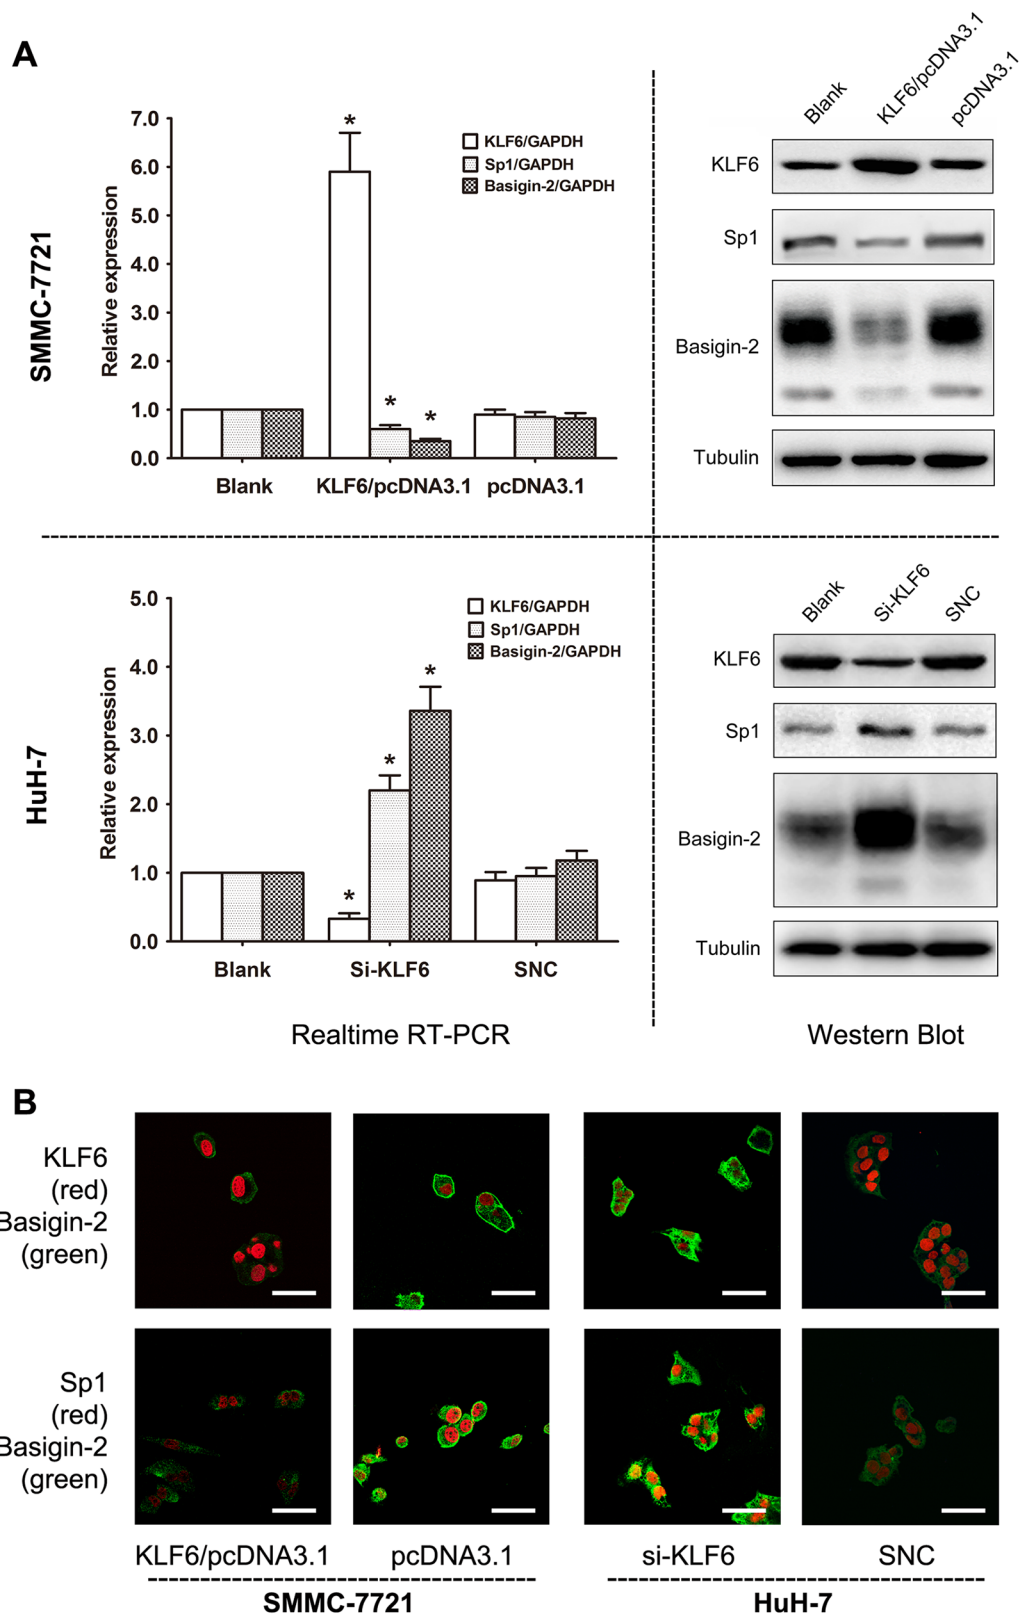 A
SMMC-7721
Relative expression
7.0
6.0
5.0
4.0
3.0
2.0
1.0
0.0
KLF6/GAPDH
Sp1/GAPDH
Basigin-2/GAPDH
*
*
*
Blank
KLF6/pcDNA3.1
pcDNA3.1
Blank
KLF6/pcDNA3.1
pcDNA3.1
KLF6
Sp1
Basigin-2
Tubulin
HuH-7
Relative expression
5.0
4.0
3.0
2.0
1.0
0.0
KLF6/GAPDH
Sp1/GAPDH
Basigin-2/GAPDH
*
*
*
Blank
Si-KLF6
SNC
Blank
Si-KLF6
SNC
KLF6
Sp1
Basigin-2
Tubulin
Realtime RT-PCR
Western Blot
B
KLF6
(red)
Basigin-2
(green)
Sp1
(red)
Basigin-2
(green)
KLF6/pcDNA3.1
pcDNA3.1
si-KLF6
SNC
SMMC-7721
HuH-7